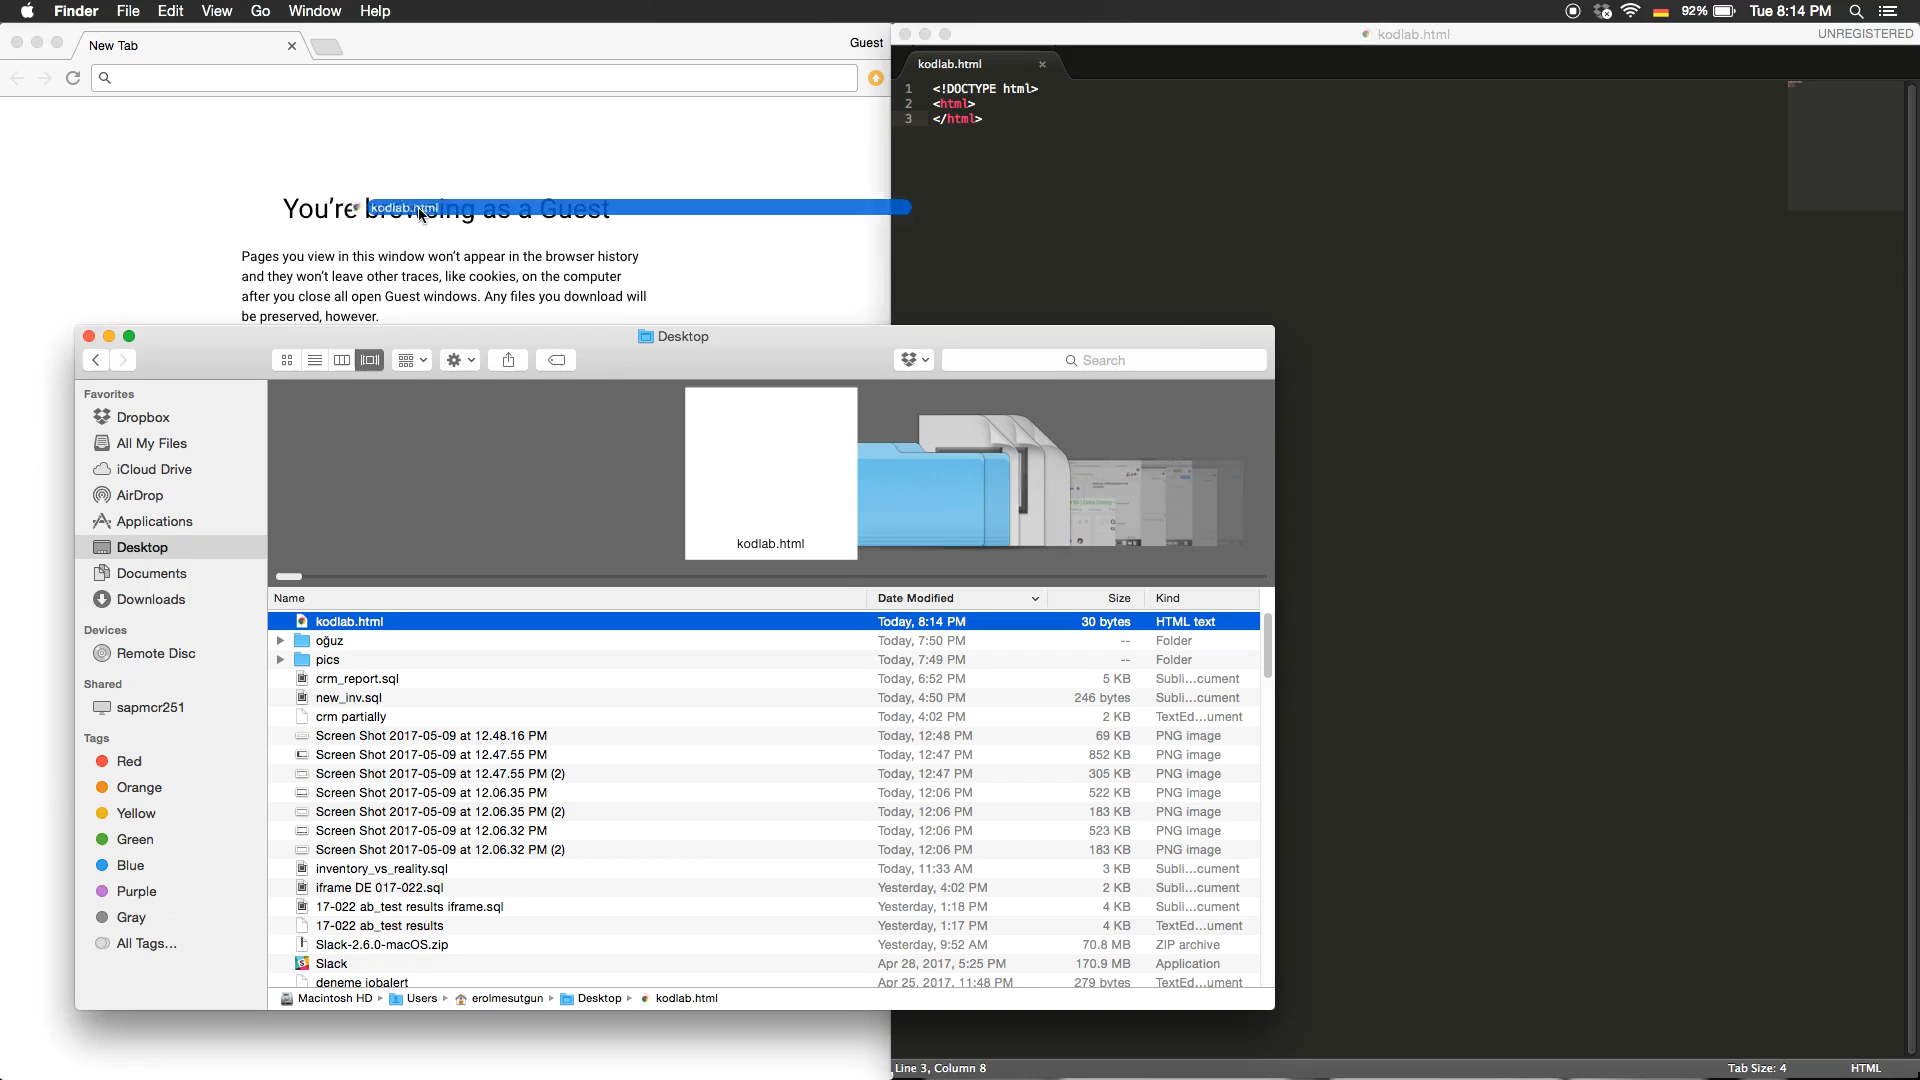 Finder File Edit View Go Window Help
92% Tue 8:14 PM
New Tab
Guest
kodlab.html
UNREGISTERED
kodlab.html
1 <!DOCTYPE html>
2 <html>
3 </html>
You're browsing as a Guest
kodlab.html
Pages you view in this window won't appear in the browser history
and they won't leave other traces, like cookies, on the computer
after you close all open Guest windows. Any files you download will
be preserved, however.
Desktop
Search
Favorites
Dropbox
All My Files
iCloud Drive
AirDrop
Applications
Desktop
Documents
Downloads
Devices
Remote Disc
Shared
sapmcr251
Tags
Red
Orange
Yellow
Green
Blue
Purple
Gray
All Tags...
kodlab.html
Name Date Modified Size Kind
kodlab.html Today, 8:14 PM 30 bytes HTML text
oğuz Today, 7:50 PM -- Folder
pics Today, 7:49 PM -- Folder
crm_report.sql Today, 6:52 PM 5 KB Subli...cument
new_inv.sql Today, 4:50 PM 246 bytes Subli...cument
crm partially Today, 4:02 PM 2 KB TextEd...ument
Screen Shot 2017-05-09 at 12.48.16 PM Today, 12:48 PM 69 KB PNG image
Screen Shot 2017-05-09 at 12.47.55 PM Today, 12:47 PM 852 KB PNG image
Screen Shot 2017-05-09 at 12.47.55 PM (2) Today, 12:47 PM 305 KB PNG image
Screen Shot 2017-05-09 at 12.06.35 PM Today, 12:06 PM 522 KB PNG image
Screen Shot 2017-05-09 at 12.06.35 PM (2) Today, 12:06 PM 183 KB PNG image
Screen Shot 2017-05-09 at 12.06.32 PM Today, 12:06 PM 523 KB PNG image
Screen Shot 2017-05-09 at 12.06.32 PM (2) Today, 12:06 PM 183 KB PNG image
inventory_vs_reality.sql Today, 11:33 AM 3 KB Subli...cument
iframe DE 017-022.sql Yesterday, 4:02 PM 2 KB Subli...cument
17-022 ab_test results iframe.sql Yesterday, 1:18 PM 4 KB Subli...cument
17-022 ab_test results Yesterday, 1:17 PM 4 KB TextEd...ument
Slack-2.6.0-macOS.zip Yesterday, 9:52 AM 70.8 MB ZIP archive
Slack Apr 28, 2017, 5:25 PM 170.9 MB Application
deneme jobalert Apr 25, 2017, 11:48 PM 279 bytes TextEd...ument
Macintosh HD Users erolmesutgun Desktop kodlab.html
Line 3, Column 8
Tab Size: 4
HTML